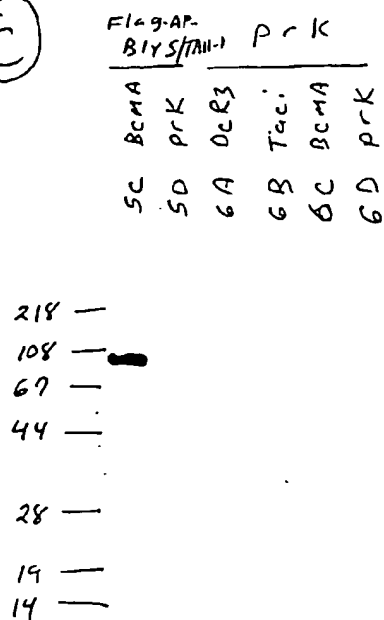 Flag-AP-
BlyS/TAll-1
PrK
5C BCMA
5D PrK
6A DcR3
6B Taci
6C BCMA
6D PrK
218
108
67
44
28
19
14